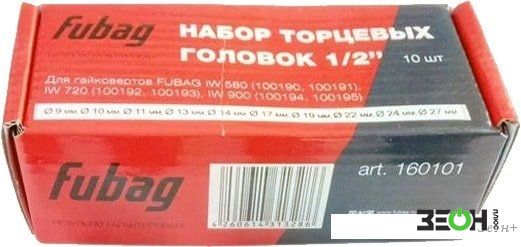 Fubag
НАБОР ТОРЦЕВЫХ
ГОЛОВОК 1/2”
10 шт
Для гайковертов FUBAG IW 580 (100190, 100191),
IW 720 (100192, 100193), IW 900 (100194, 100195)
Ø 9 мм Ø 10 мм Ø 11 мм Ø 13 мм Ø 14 мм Ø 17 мм Ø 19 мм Ø 22 мм Ø 24 мм Ø 27 мм
Fubag
art. 160101
4260614313286
ЗЕОН